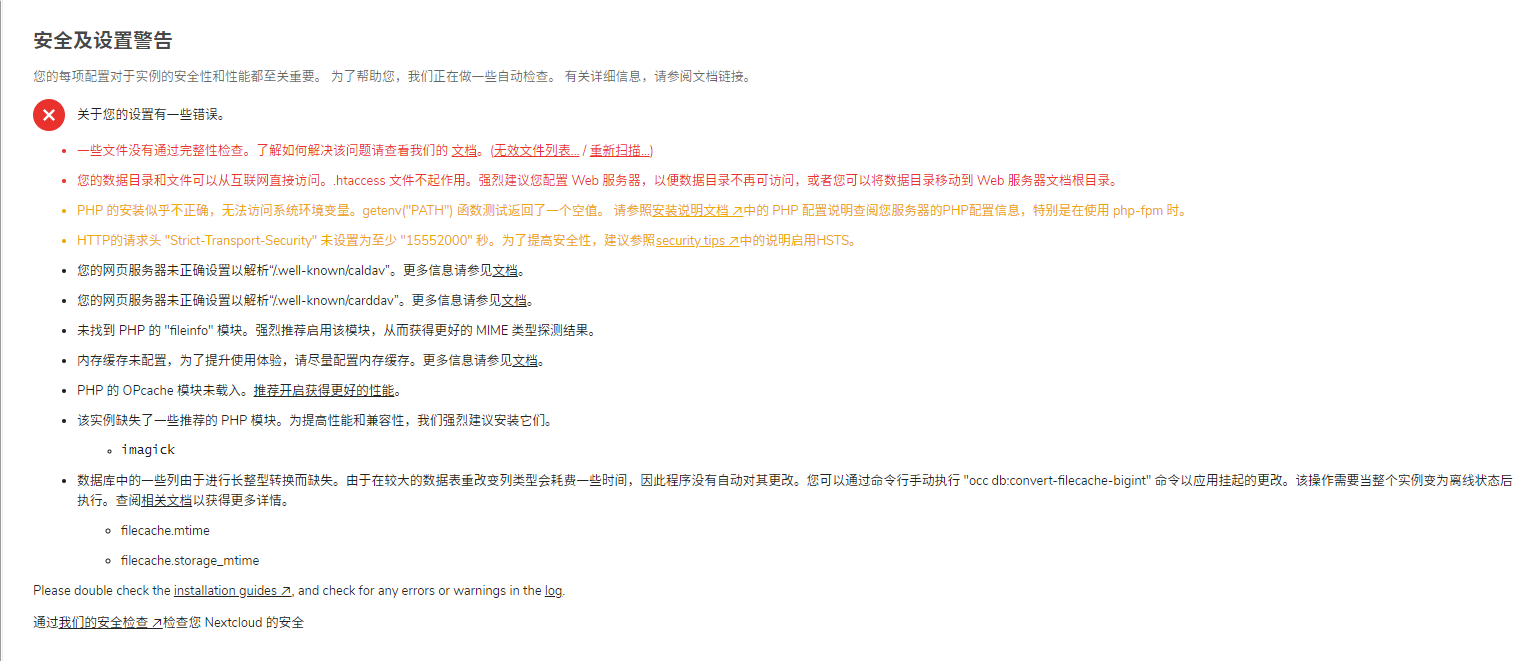 安全及设置警告
您的每项配置对于实例的安全性和性能都至关重要。 为了帮助您，我们正在做一些自动检查。 有关详细信息，请参阅文档链接。
关于您的设置有一些错误。
一些文件没有通过完整性检查。了解如何解决该问题请查看我们的 文档。(无效文件列表… / 重新扫描…)
您的数据目录和文件可以从互联网直接访问。.htaccess 文件不起作用。强烈建议您配置 Web 服务器，以便数据目录不再可访问，或者您可以将数据目录移动到 Web 服务器文档根目录。
PHP 的安装似乎不正确，无法访问系统环境变量。getenv("PATH") 函数测试返回了一个空值。 请参照安装说明文档 ↗中的 PHP 配置说明查阅您服务器的PHP配置信息，特别是在使用 php-fpm 时。
HTTP的请求头 "Strict-Transport-Security" 未设置为至少 "15552000" 秒。为了提高安全性，建议参照security tips ↗中的说明启用HSTS。
您的网页服务器未正确设置以解析“/.well-known/caldav”。更多信息请参见文档。
您的网页服务器未正确设置以解析“/.well-known/carddav”。更多信息请参见文档。
未找到 PHP 的 "fileinfo" 模块。强烈推荐启用该模块，从而获得更好的 MIME 类型探测结果。
内存缓存未配置，为了提升使用体验，请尽量配置内存缓存。更多信息请参见文档。
PHP 的 OPcache 模块未载入。推荐开启获得更好的性能。
该实例缺失了一些推荐的 PHP 模块。为提高性能和兼容性，我们强烈建议安装它们。
imagick
数据库中的一些列由于进行长整型转换而缺失。由于在较大的数据表重改变列类型会耗费一些时间，因此程序没有自动对其更改。您可以通过命令行手动执行 "occ db:convert-filecache-bigint" 命令以应用挂起的更改。该操作需要当整个实例变为离线状态后
执行。查阅相关文档以获得更多详情。
filecache.mtime
filecache.storage_mtime
Please double check the installation guides ↗, and check for any errors or warnings in the log.
通过我们的安全检查 ↗检查您 Nextcloud 的安全